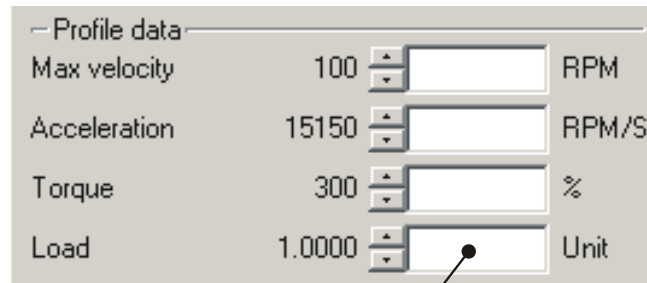 Profile data
Max velocity 100 RPM
Acceleration 15150 RPM/S
Torque 300 %
Load 1.0000 Unit